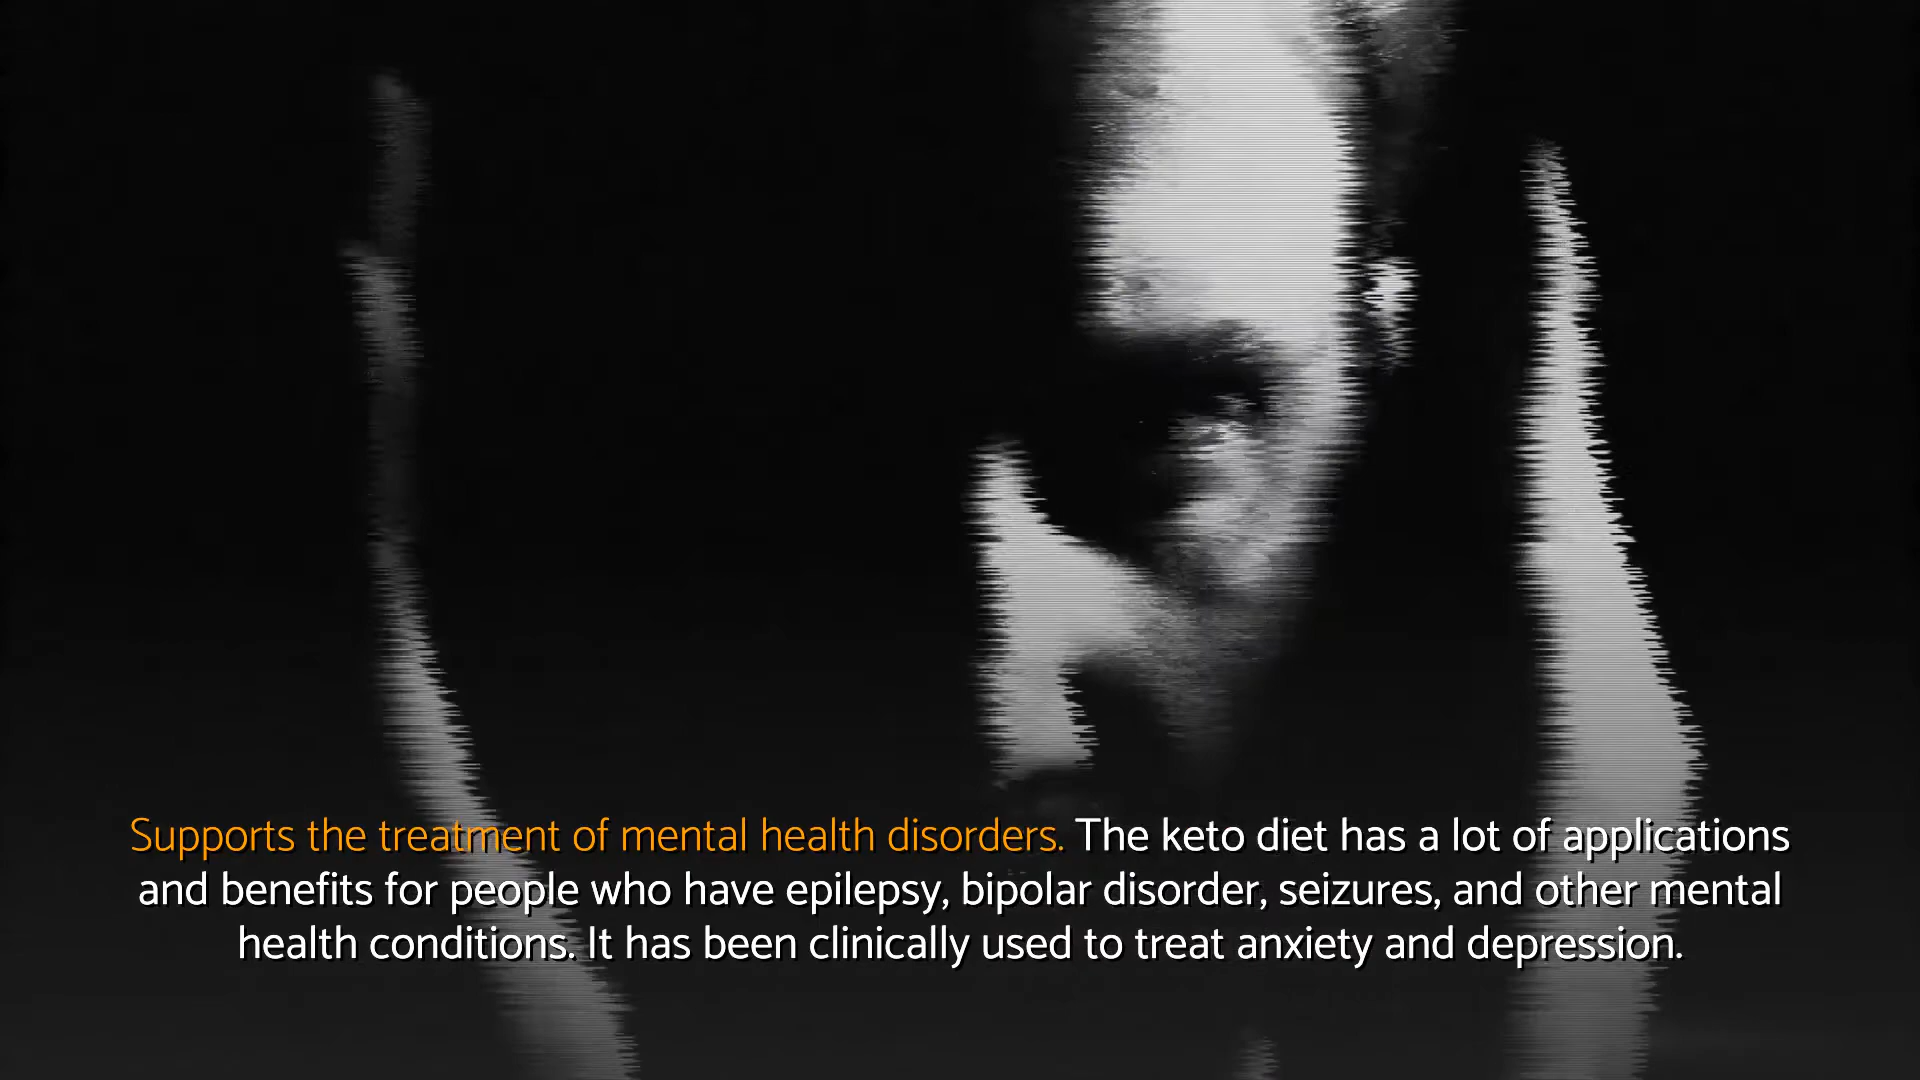 Supports the treatment of mental health disorders. The keto diet has a lot of applications
and benefits for people who have epilepsy, bipolar disorder, seizures, and other mental
health conditions. It has been clinically used to treat anxiety and depression.